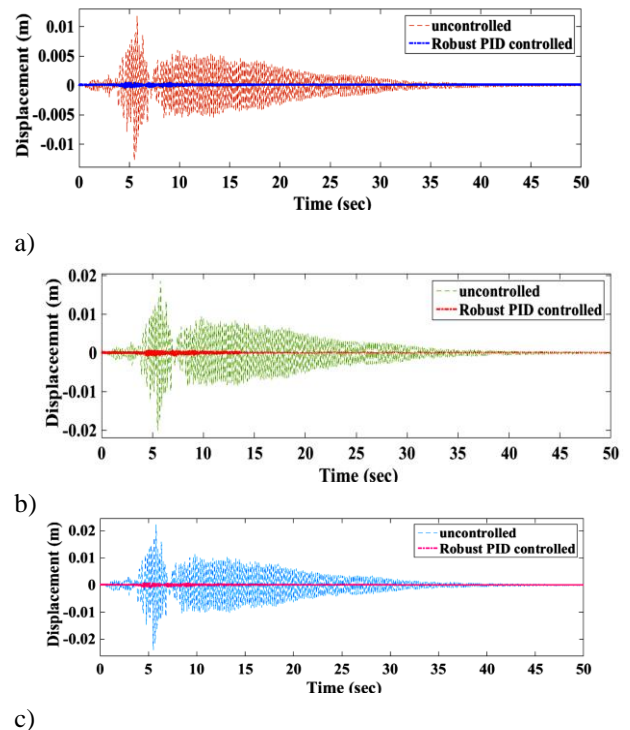 uncontrolled
Robust PID controlled
Displacement (m)
0.01
0.005
0
-0.005
-0.01
0 5 10 15 20 25 30 35 40 45 50
Time (sec)
a)
uncontrolled
Robust PID controlled
Displaceemnt (m)
0.02
0.01
0
-0.01
-0.02
0 5 10 15 20 25 30 35 40 45 50
Time (sec)
b)
uncontrolled
Robust PID controlled
Displacement (m)
0.02
0.01
0
-0.01
-0.02
0 5 10 15 20 25 30 35 40 45 50
Time (sec)
c)